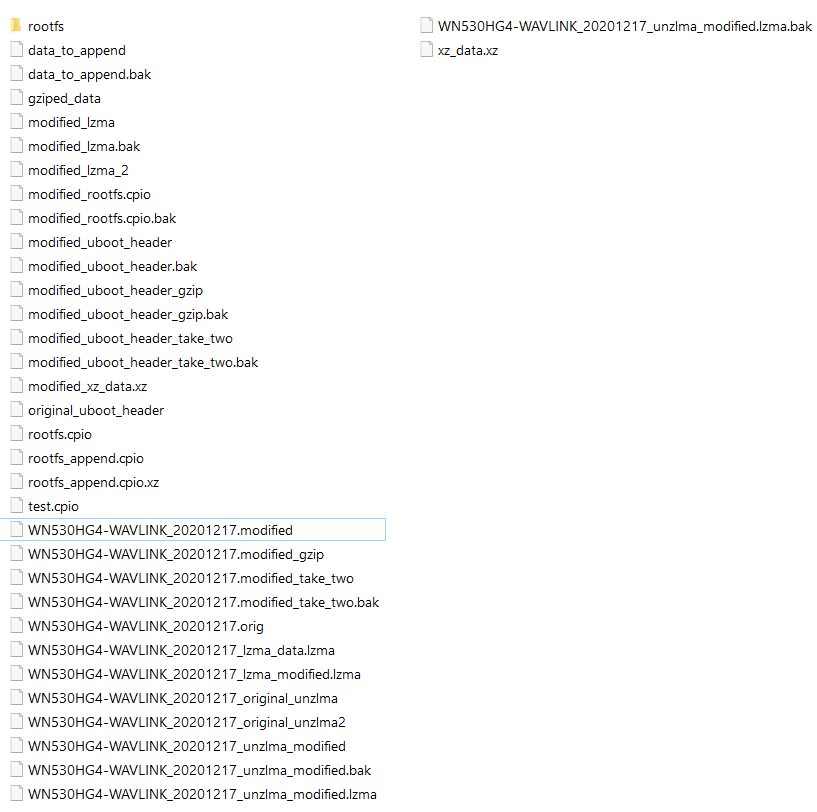 rootfs
data_to_append
data_to_append.bak
gziped_data
modified_lzma
modified_lzma.bak
modified_lzma_2
modified_rootfs.cpio
modified_rootfs.cpio.bak
modified_uboot_header
modified_uboot_header.bak
modified_uboot_header_gzip
modified_uboot_header_gzip.bak
modified_uboot_header_take_two
modified_uboot_header_take_two.bak
modified_xz_data.xz
original_uboot_header
rootfs.cpio
rootfs_append.cpio
rootfs_append.cpio.xz
test.cpio
WN530HG4-WAVLINK_20201217.modified
WN530HG4-WAVLINK_20201217.modified_gzip
WN530HG4-WAVLINK_20201217.modified_take_two
WN530HG4-WAVLINK_20201217.modified_take_two.bak
WN530HG4-WAVLINK_20201217.orig
WN530HG4-WAVLINK_20201217_lzma_data.lzma
WN530HG4-WAVLINK_20201217_lzma_modified.lzma
WN530HG4-WAVLINK_20201217_original_unzlma
WN530HG4-WAVLINK_20201217_original_unzlma2
WN530HG4-WAVLINK_20201217_unzlma_modified
WN530HG4-WAVLINK_20201217_unzlma_modified.bak
WN530HG4-WAVLINK_20201217_unzlma_modified.lzma
WN530HG4-WAVLINK_20201217_unzlma_modified.lzma.bak
xz_data.xz